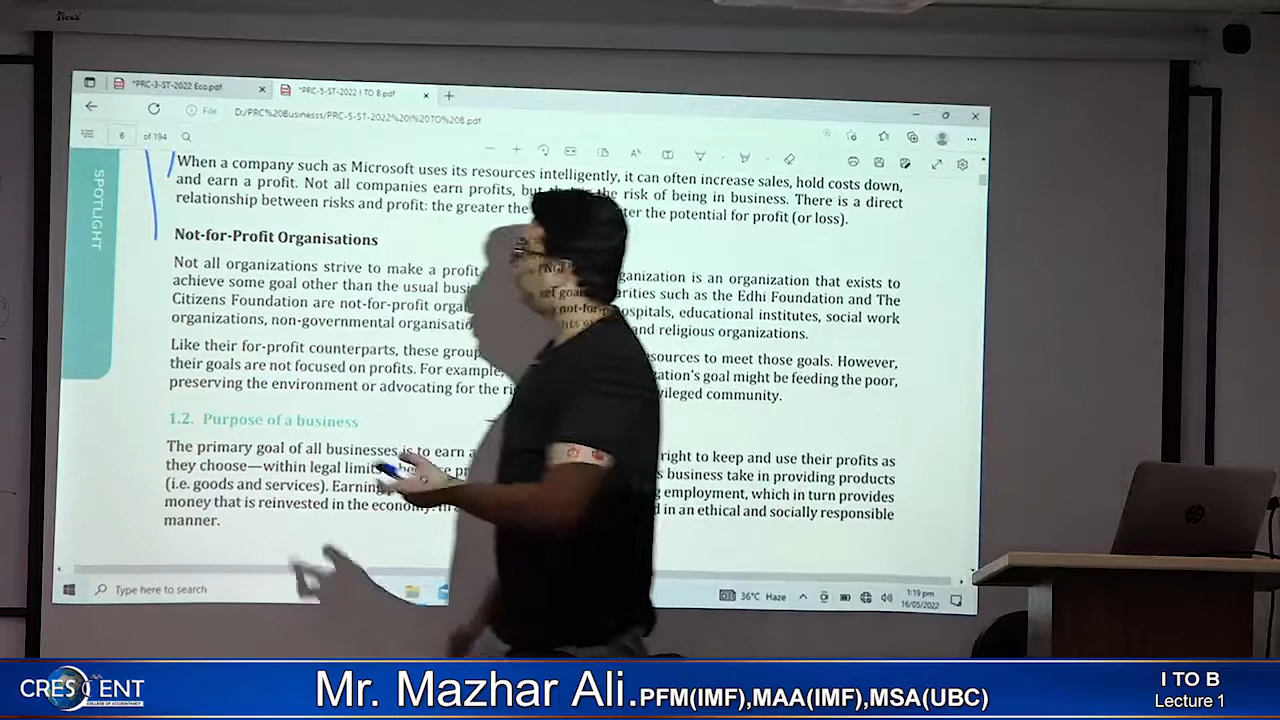 *PRC-3-ST-2022 Eco.pdf
*PRC-5-ST-2022 I TO B.pdf
File
D:/PRC%20Businesss/PRC-5-ST-2022%20I%20TO%20B.pdf
6 of 194
SPOTLIGHT
When a company such as Microsoft uses its resources intelligently, it can often increase sales, hold costs down,
and earn a profit. Not all companies earn profits, but the risk of being in business. There is a direct
relationship between risks and profit: the greater the the potential for profit (or loss).
Not-for-Profit Organisations
Not all organizations strive to make a profit organization is an organization that exists to
achieve some goal other than the usual such as the Edhi Foundation and The
Citizens Foundation are not-for-profit hospitals, educational institutes, social work
organizations, non-governmental and religious organizations.
Like their for-profit counterparts, these resources to meet those goals. However,
their goals are not focused on profits. For example, goal might be feeding the poor,
preserving the environment or advocating for the community.
1.2. Purpose of a business
The primary goal of all businesses is to earn a right to keep and use their profits as
they choose—within legal business take in providing products
(i.e. goods and services). Earning employment, which in turn provides
money that is reinvested in the in an ethical and socially responsible
manner.
Type here to search
36°C Haze
1:19 pm
16/05/2022
hp
CRESCENT
COLLEGE OF ACCOUNTANCY
Mr. Mazhar Ali.PFM(IMF),MAA(IMF),MSA(UBC)
I TO B
Lecture 1